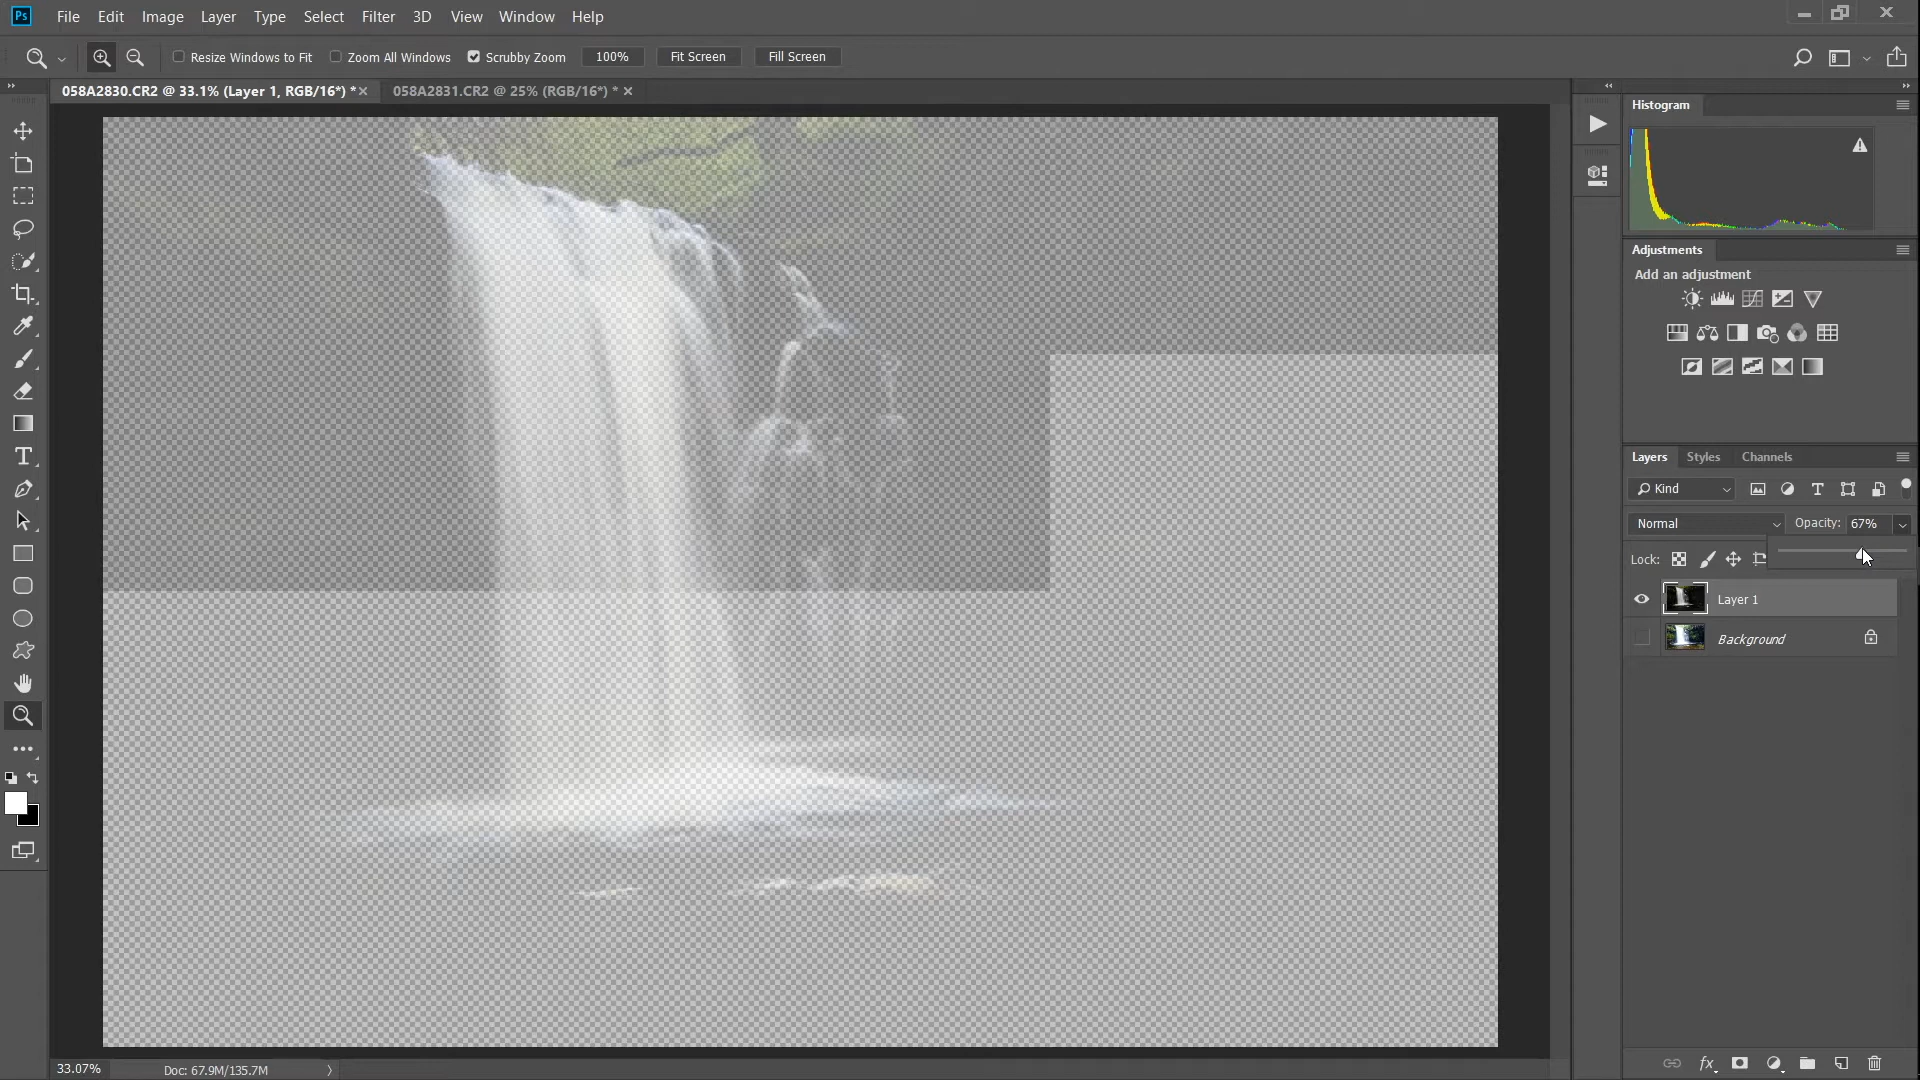 Ps File Edit Image Layer Type Select Filter 3D View Window Help
Resize Windows to Fit Zoom All Windows Scrubby Zoom 100% Fit Screen Fill Screen
058A2830.CR2 @ 33.1% (Layer 1, RGB/16*) * 058A2831.CR2 @ 25% (RGB/16*) *
Histogram
Adjustments
Add an adjustment
Layers Styles Channels
Kind
Normal Opacity: 67%
Lock:
Layer 1
Background
33.07% Doc: 67.9M/135.7M